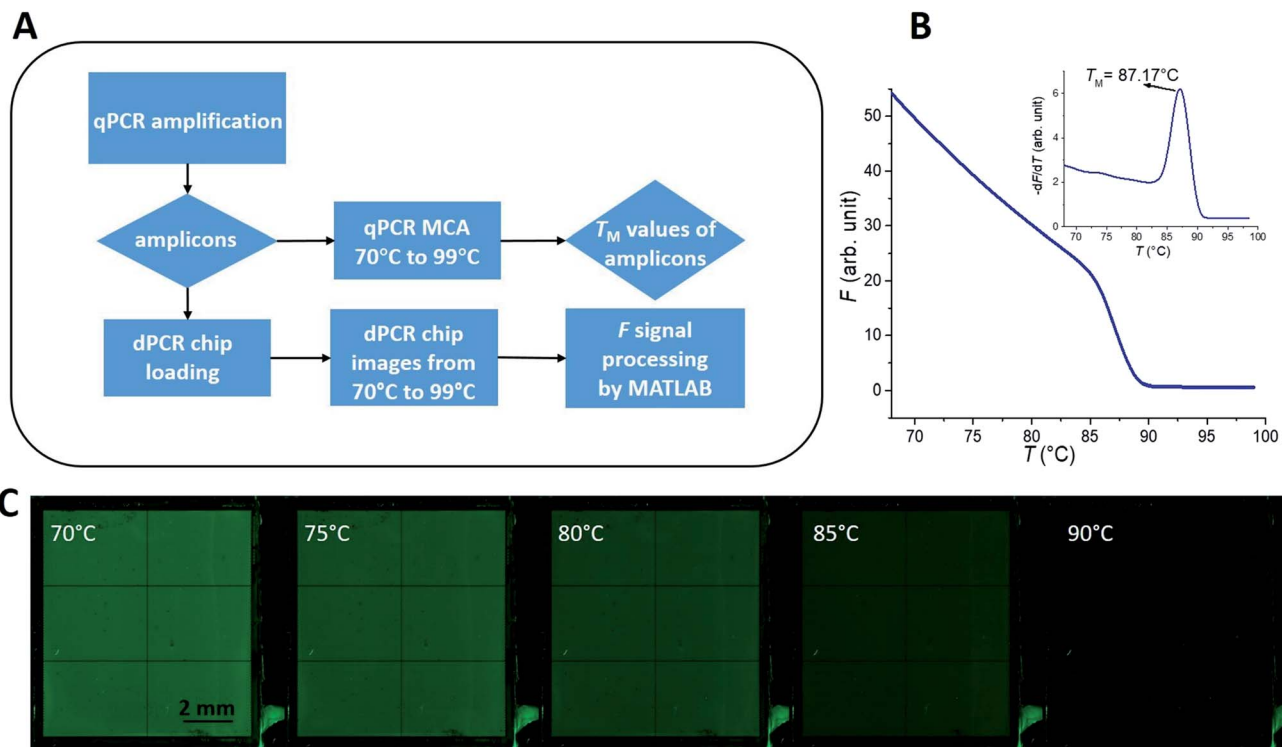 A
qPCR amplification
amplicons
qPCR MCA
70°C to 99°C
T_M values of
amplicons
dPCR chip
loading
dPCR chip
images from
70°C to 99°C
F signal
processing
by MATLAB
B
F (arb. unit)
50
40
30
20
10
0
70
75
80
85
90
95
100
T (°C)
T_M = 87.17°C
-dF/dT (arb. unit)
6
4
2
0
70
75
80
85
90
95
100
T (°C)
C
70°C
75°C
80°C
85°C
90°C
2 mm